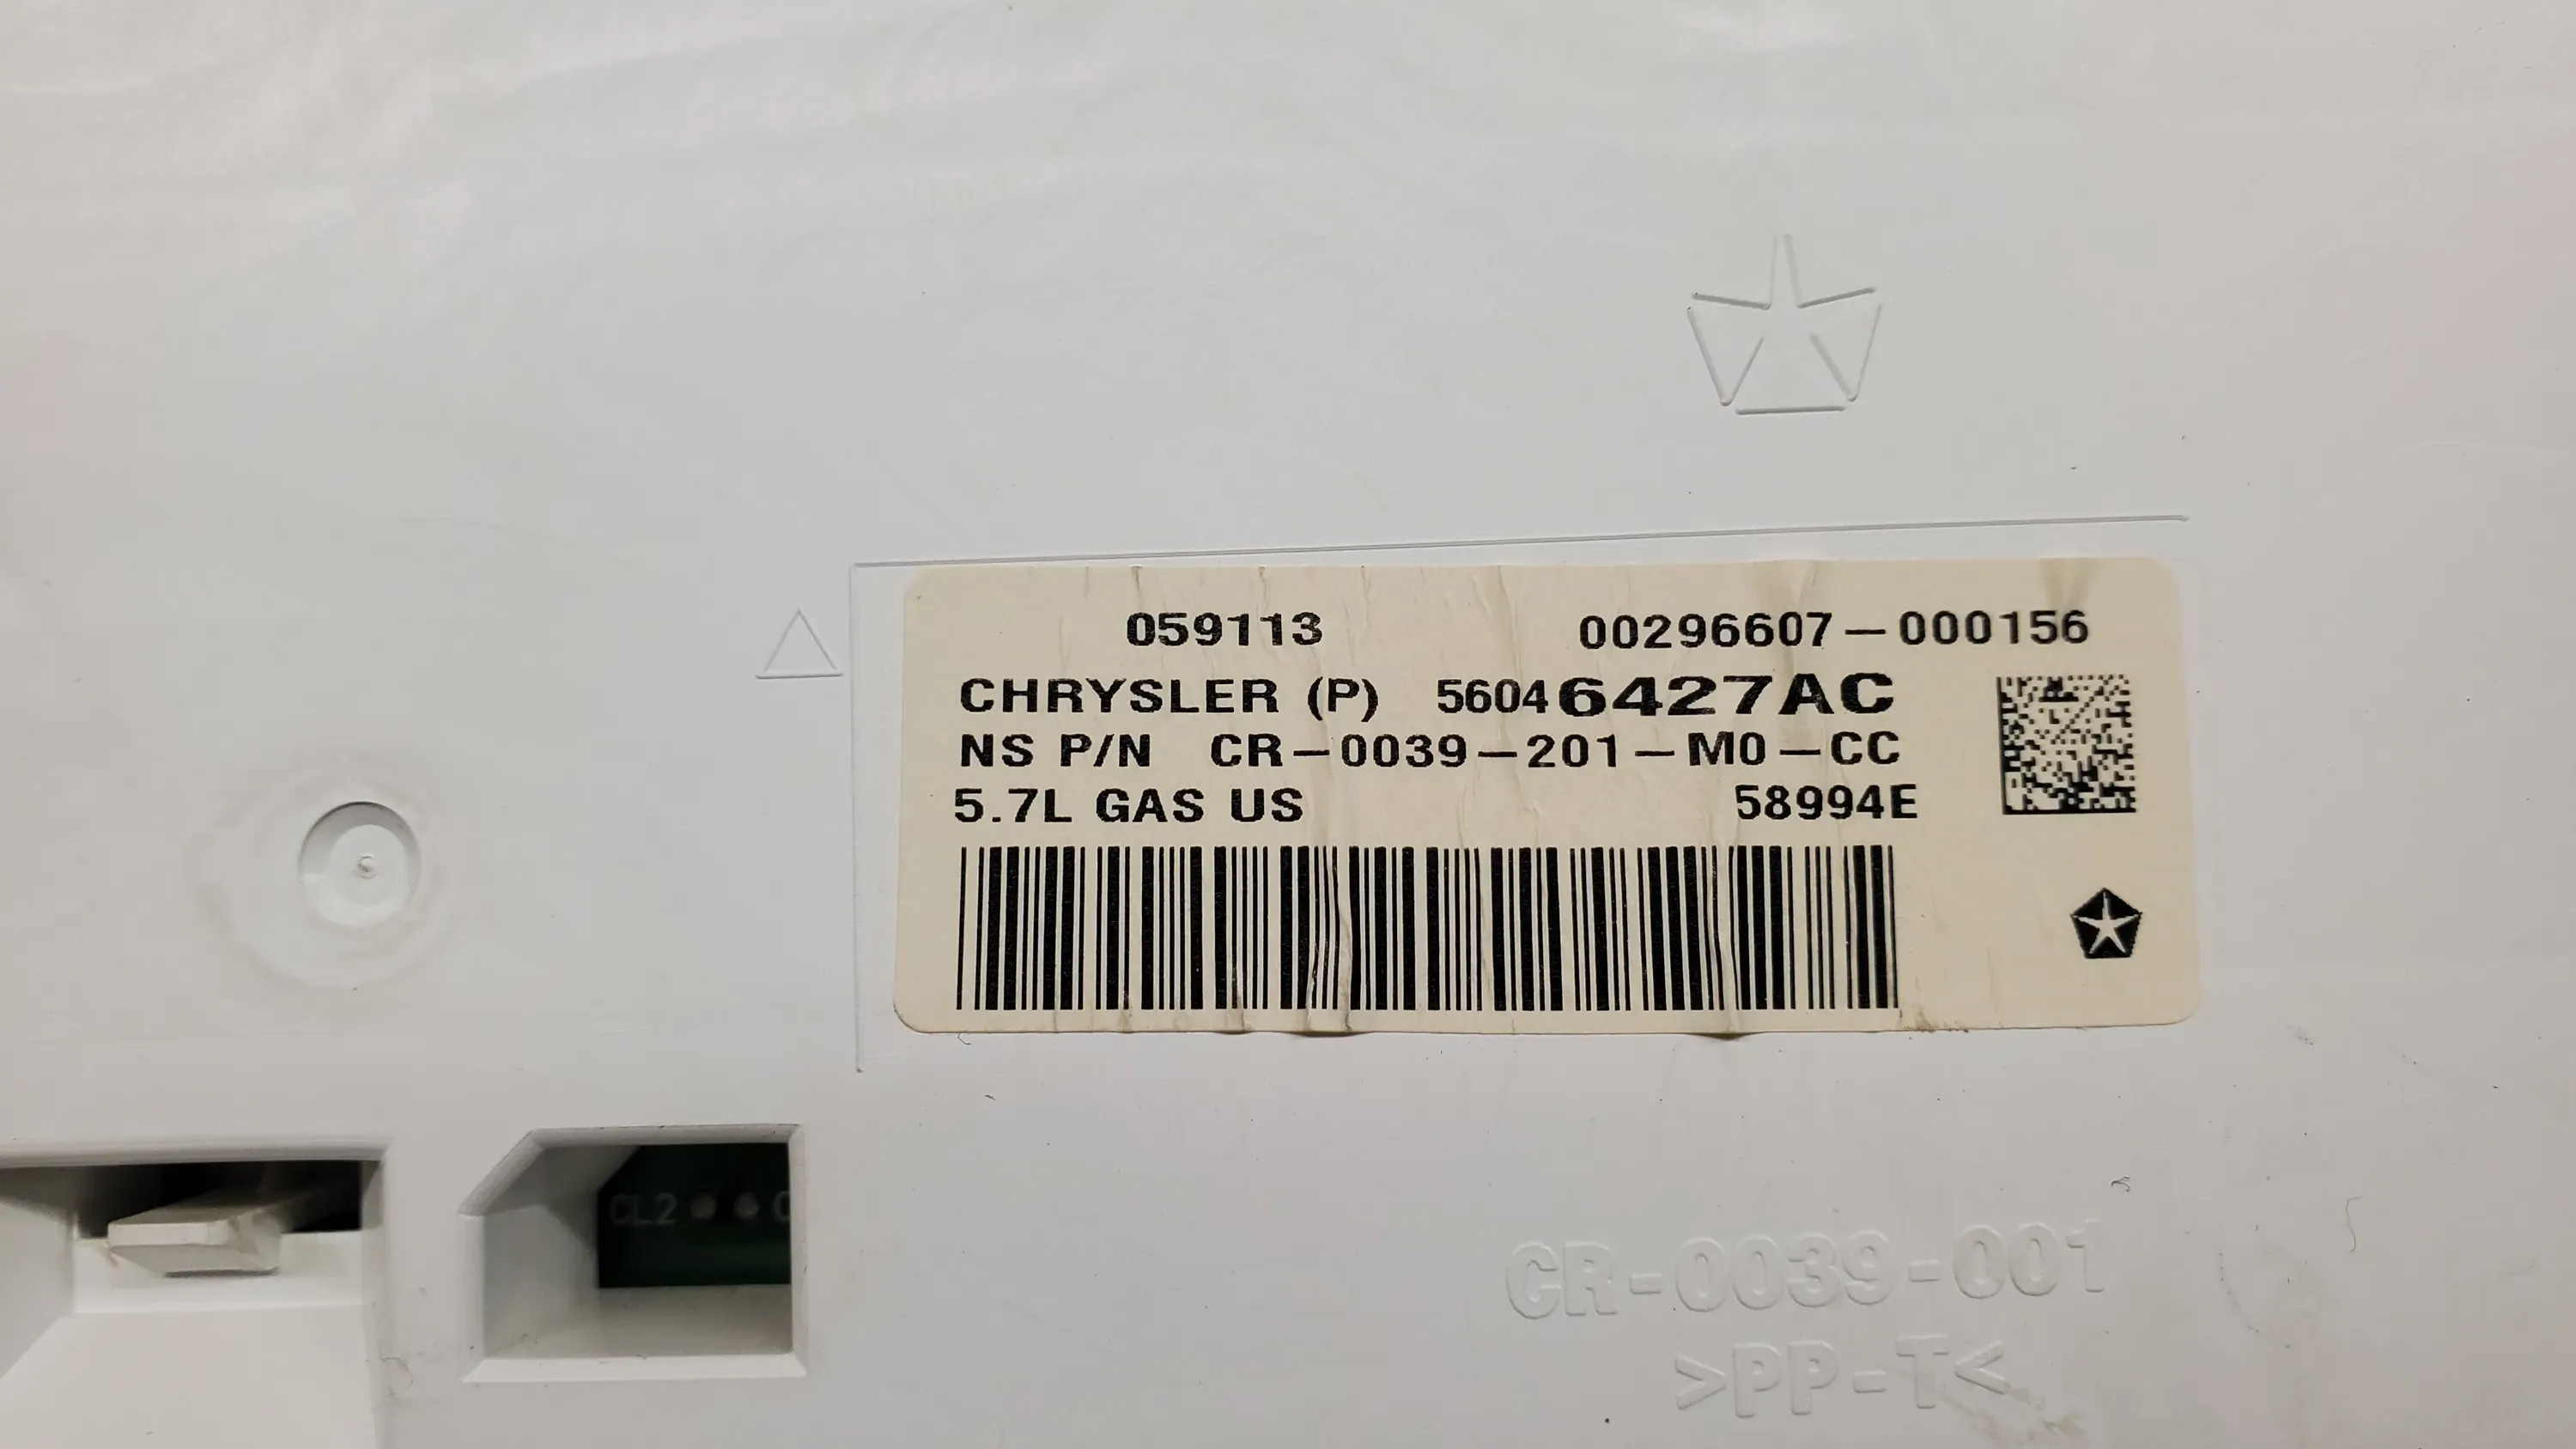 059113 00296607-000156
CHRYSLER (P) 56046427AC
NS P/N CR-0039-201-M0-CC
5.7L GAS US 58994E
CL2
CR-0039-001
>PP-T<